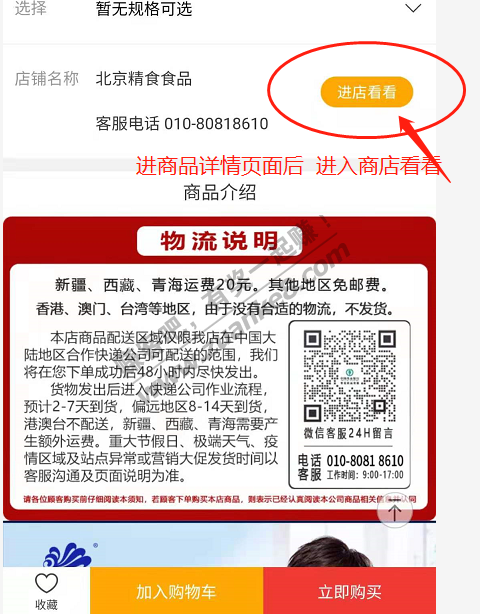 选择 暂无规格可选
店铺名称 北京精食食品 进店看看
客服电话 010-80818610
进商品详情页面后 进入商店看看
商品介绍
物流说明
新疆、西藏、青海运费20元。其他地区免邮费。
香港、澳门、台湾等地区，由于没有合适的物流，不发货。
本店商品配送区域仅限我店在中国
大陆地区合作快递公司可配送的范围，我们
将在您下单成功后48小时内尽快发出。
货物发出后进入快递公司作业流程，
预计2-7天到货，偏远地区8-14天到货，
港澳台不配送，新疆、西藏、青海需要产
生额外运费。重大节假日、极端天气、疫
情区域及站点异常或营销大促发货时间以
客服沟通及页面说明为准。
微信客服24H留言
电话 010-8081 8610
客服 工作时间：9:00-17:00
请各位顾客购买前仔细阅读本须知，若顾客下单购买本店商品，则表示已经认真阅读本公司商品相关信息并认同
收藏
加入购物车
立即购买